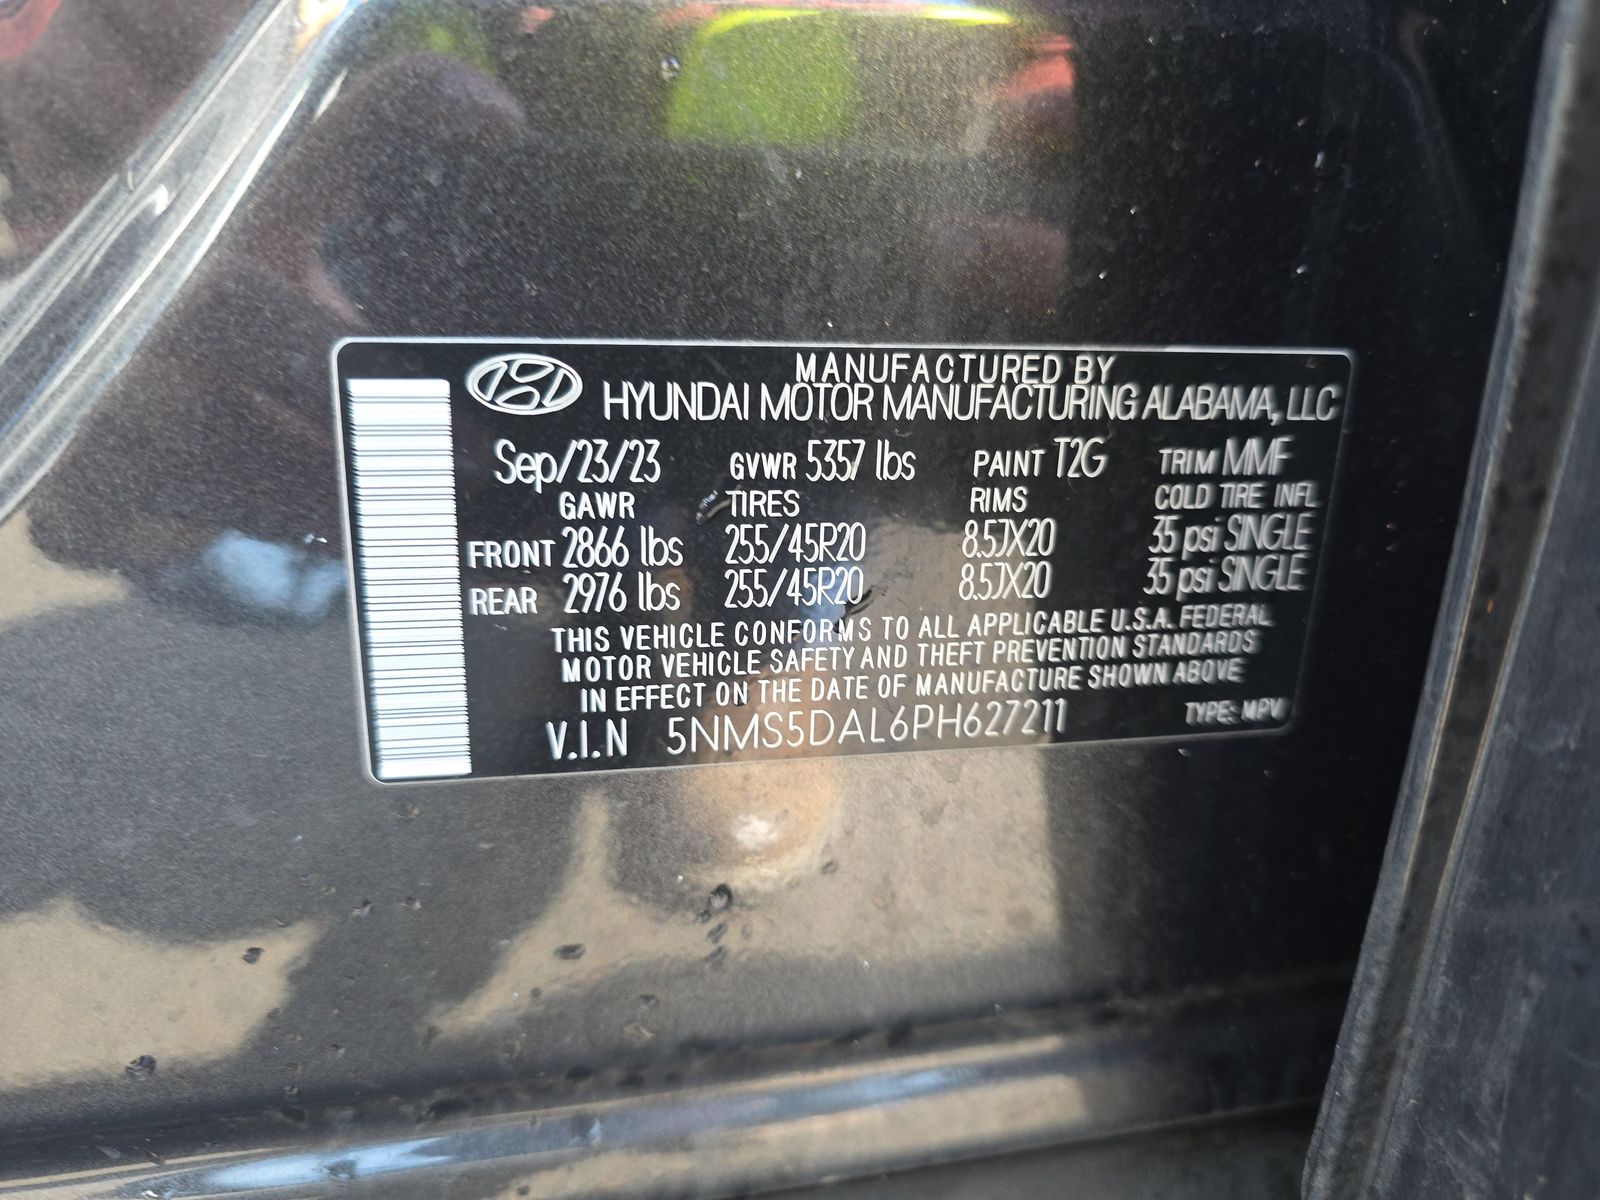 MANUFACTURED BY
HYUNDAI MOTOR MANUFACTURING ALABAMA, LLC
Sep/23/23 GVWR 5357 lbs PAINT T2G TRIM MMF
GAWR TIRES RIMS COLD TIRE INFL
FRONT 2866 lbs 255/45R20 8.5JX20 35 psi SINGLE
REAR 2976 lbs 255/45R20 8.5JX20 35 psi SINGLE
THIS VEHICLE CONFORMS TO ALL APPLICABLE U.S.A. FEDERAL
MOTOR VEHICLE SAFETY AND THEFT PREVENTION STANDARDS
IN EFFECT ON THE DATE OF MANUFACTURE SHOWN ABOVE
V.I.N 5NMS5DAL6PH627211 TYPE: MPV